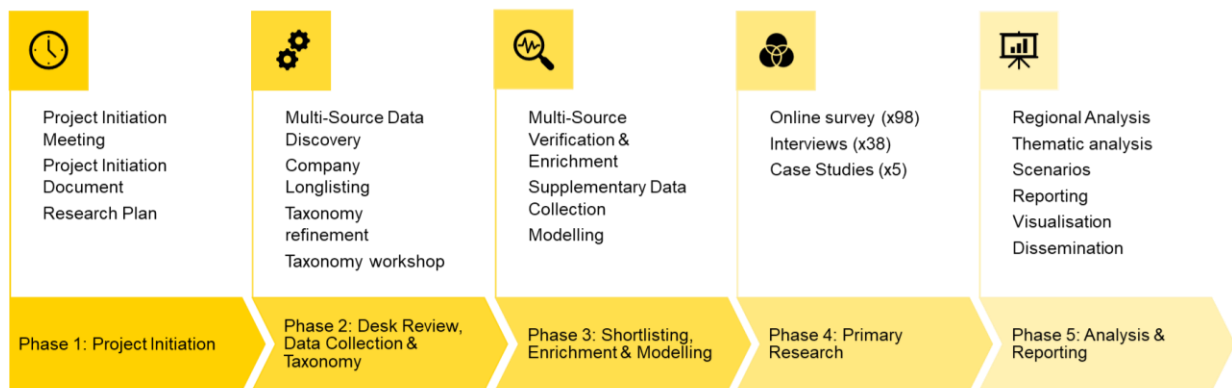 Project Initiation
Meeting
Project Initiation
Document
Research Plan
Phase 1: Project Initiation
Multi-Source Data
Discovery
Company
Longlisting
Taxonomy
refinement
Taxonomy workshop
Phase 2: Desk Review,
Data Collection &
Taxonomy
Multi-Source
Verification &
Enrichment
Supplementary Data
Collection
Modelling
Phase 3: Shortlisting,
Enrichment & Modelling
Online survey (x98)
Interviews (x38)
Case Studies (x5)
Phase 4: Primary
Research
Regional Analysis
Thematic analysis
Scenarios
Reporting
Visualisation
Dissemination
Phase 5: Analysis &
Reporting